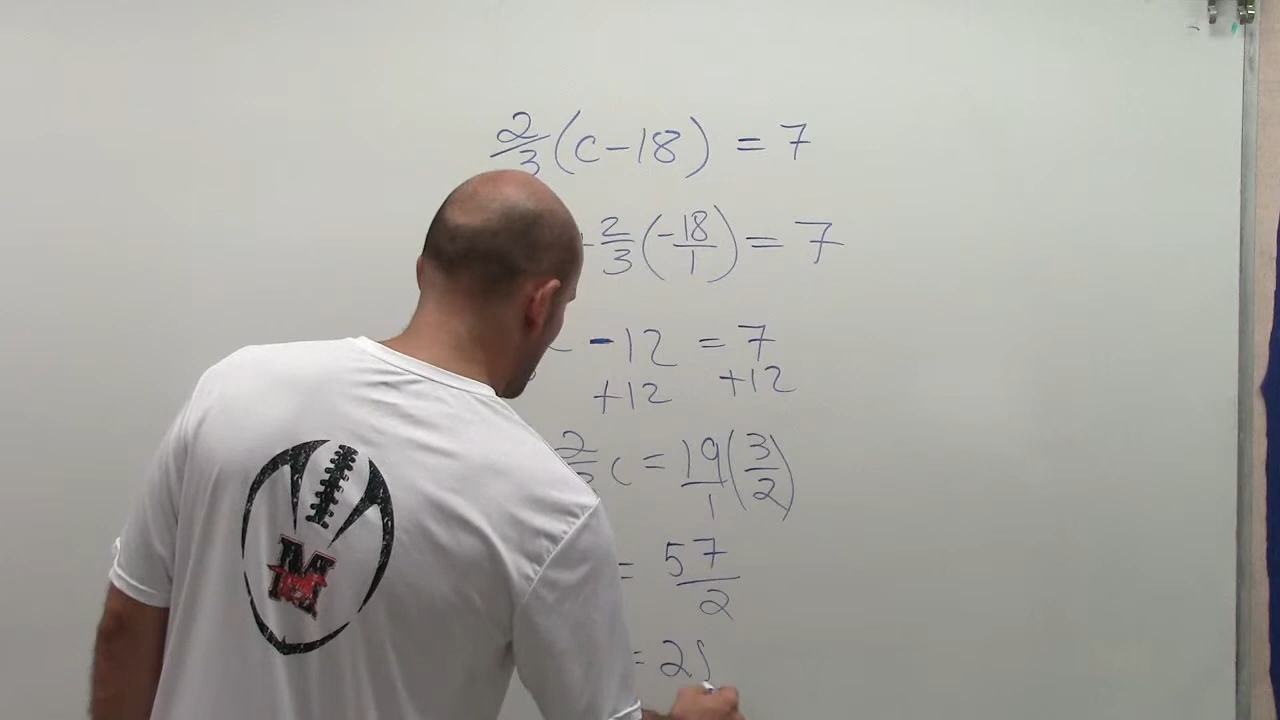 2/3 (c - 18) = 7
2/3 (-18/1) = 7
- 12 = 7
+12 +12
2/3 c = 19/1 (3/2)
= 57/2
= 2
M